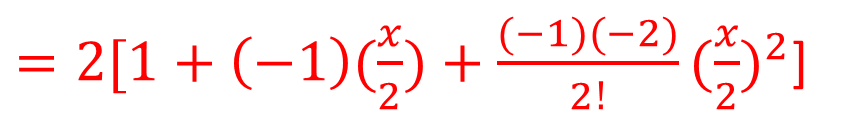 = 2[1 + (−1)(x/2) + (−1)(−2)/2! (x/2)²]